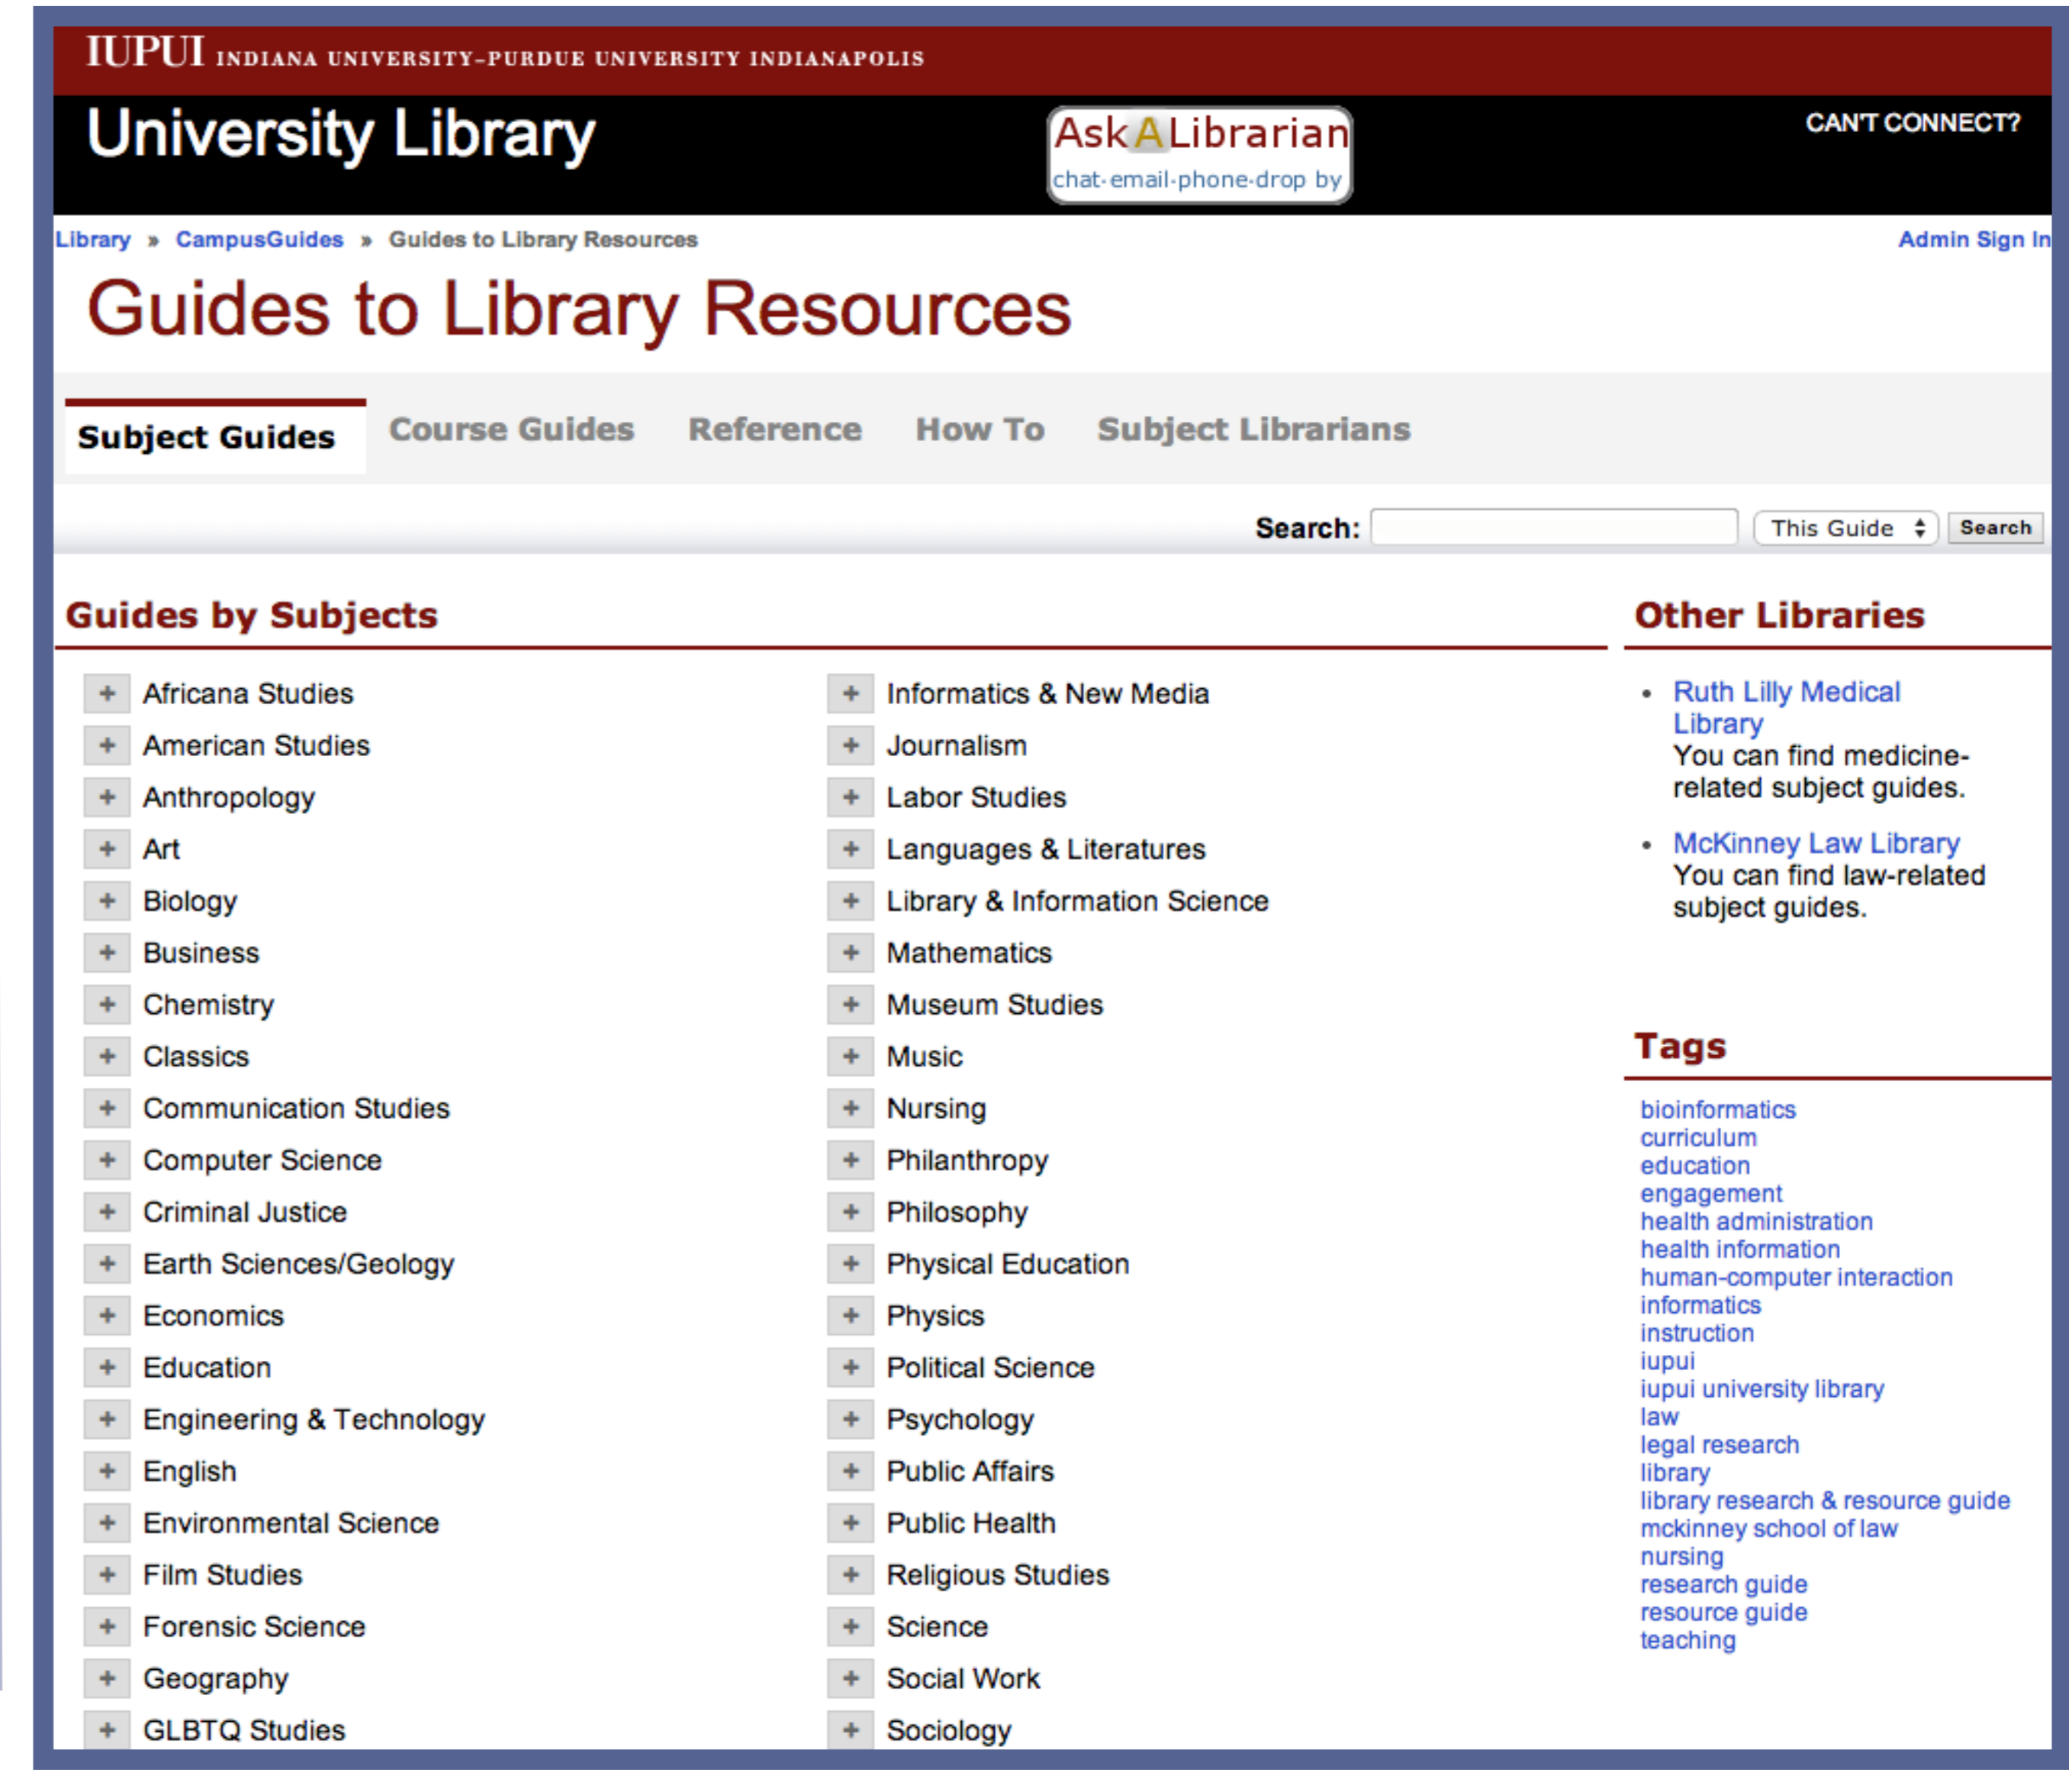 IUPUI INDIANA UNIVERSITY–PURDUE UNIVERSITY INDIANAPOLIS
University Library
AskALibrarian
chat-email-phone-drop by
CAN'T CONNECT?
Library » CampusGuides » Guides to Library Resources
Admin Sign In
Guides to Library Resources
Subject Guides Course Guides Reference How To Subject Librarians
Search: This Guide Search
Guides by Subjects
+ Africana Studies
+ American Studies
+ Anthropology
+ Art
+ Biology
+ Business
+ Chemistry
+ Classics
+ Communication Studies
+ Computer Science
+ Criminal Justice
+ Earth Sciences/Geology
+ Economics
+ Education
+ Engineering & Technology
+ English
+ Environmental Science
+ Film Studies
+ Forensic Science
+ Geography
+ GLBTQ Studies
+ Informatics & New Media
+ Journalism
+ Labor Studies
+ Languages & Literatures
+ Library & Information Science
+ Mathematics
+ Museum Studies
+ Music
+ Nursing
+ Philanthropy
+ Philosophy
+ Physical Education
+ Physics
+ Political Science
+ Psychology
+ Public Affairs
+ Public Health
+ Religious Studies
+ Science
+ Social Work
+ Sociology
Other Libraries
• Ruth Lilly Medical
Library
You can find medicine-
related subject guides.
• McKinney Law Library
You can find law-related
subject guides.
Tags
bioinformatics
curriculum
education
engagement
health administration
health information
human-computer interaction
informatics
instruction
iupui
iupui university library
law
legal research
library
library research & resource guide
mckinney school of law
nursing
research guide
resource guide
teaching